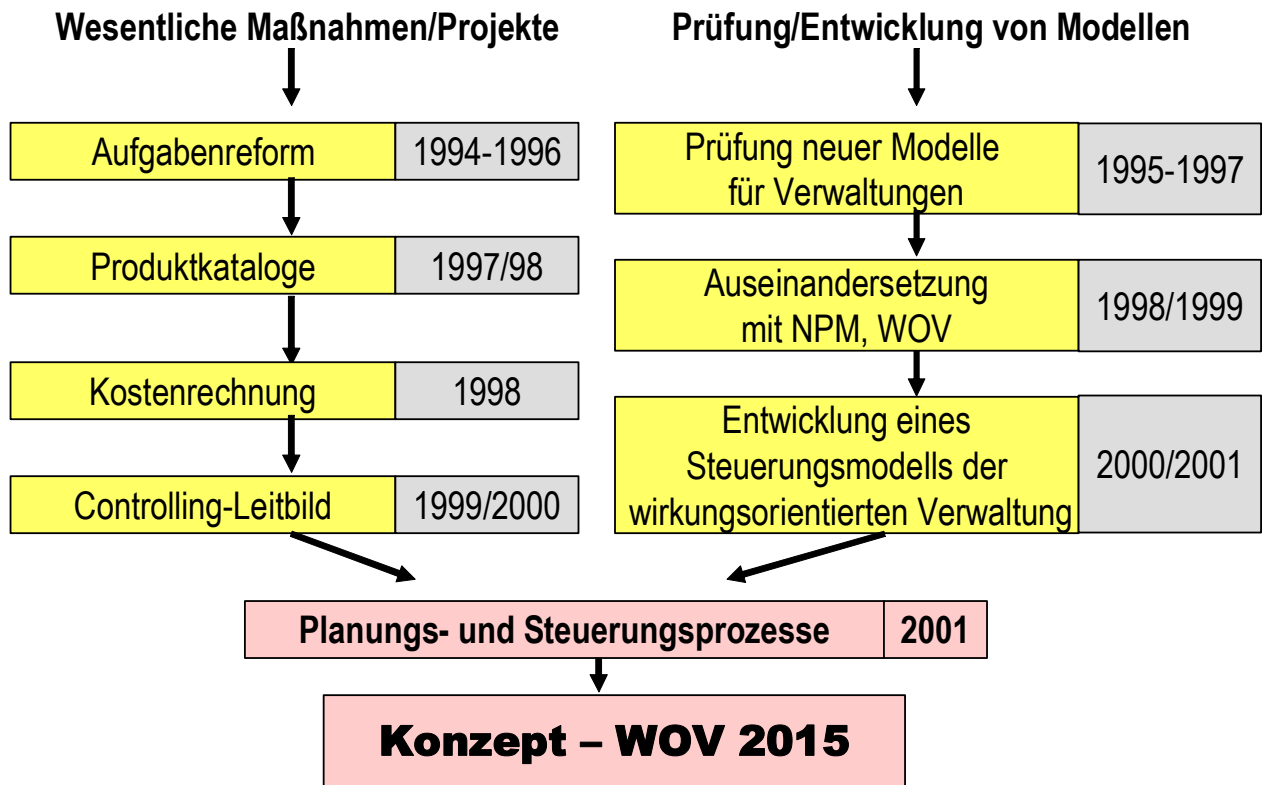 Wesentliche Maßnahmen/Projekte
Aufgabenreform
1994-1996
Produktkataloge
1997/98
Kostenrechnung
1998
Controlling-Leitbild
1999/2000
Prüfung/Entwicklung von Modellen
Prüfung neuer Modelle
für Verwaltungen
1995-1997
Auseinandersetzung
mit NPM, WOV
1998/1999
Entwicklung eines
Steuerungsmodells der
wirkungsorientierten Verwaltung
2000/2001
Planungs- und Steuerungsprozesse
2001
Konzept – WOV 2015